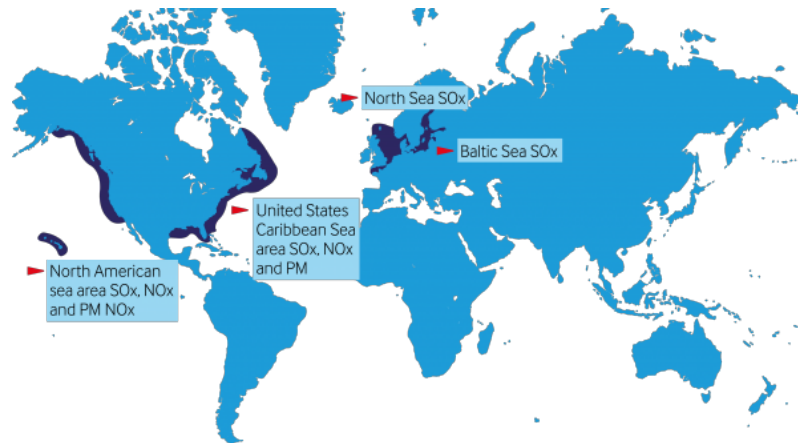 North Sea SOx
Baltic Sea SOx
United States
Caribbean Sea
area SOx, NOx
and PM
North American
sea area SOx, NOx
and PM NOx